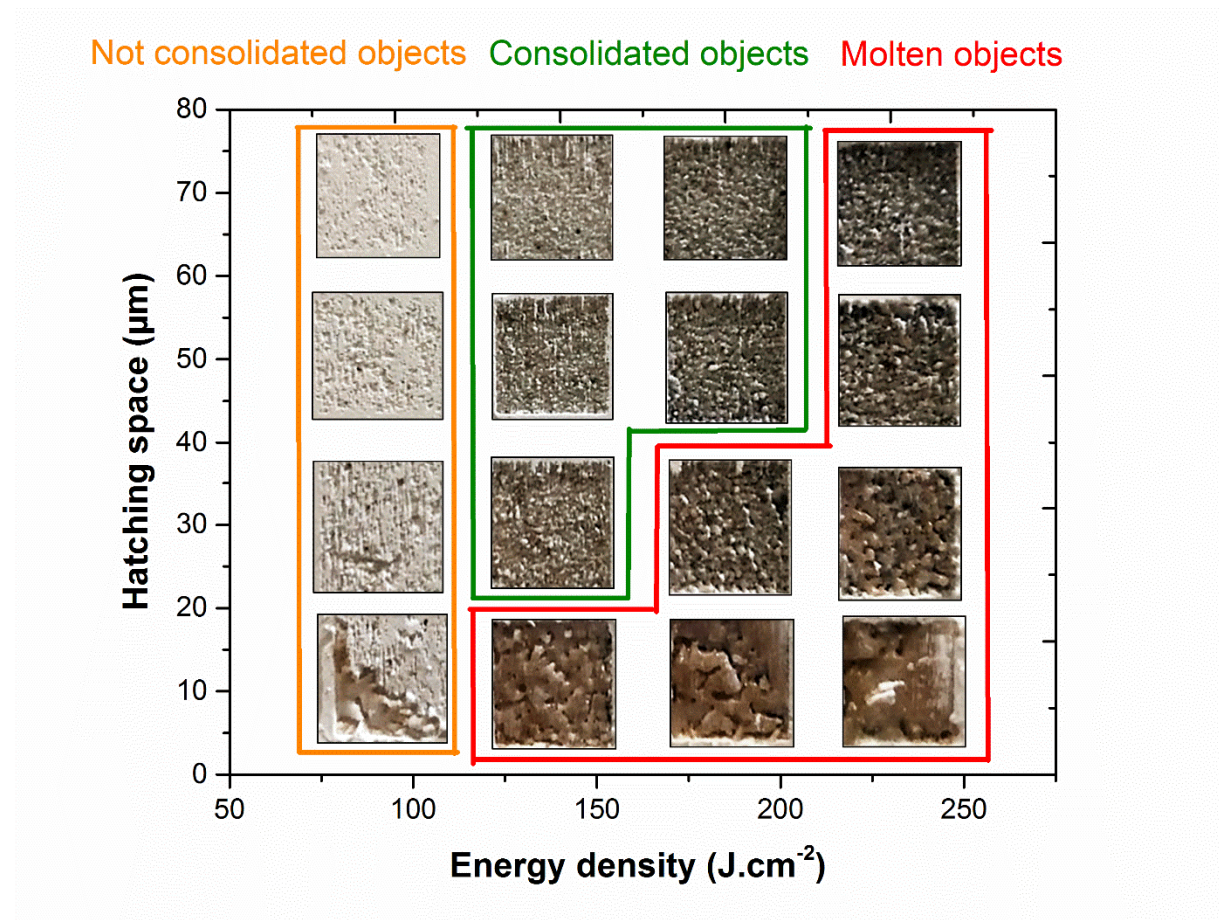 Not consolidated objects Consolidated objects Molten objects
80
70
60
50
40
30
20
10
0
Hatching space (µm)
50 100 150 200 250
Energy density (J.cm⁻²)